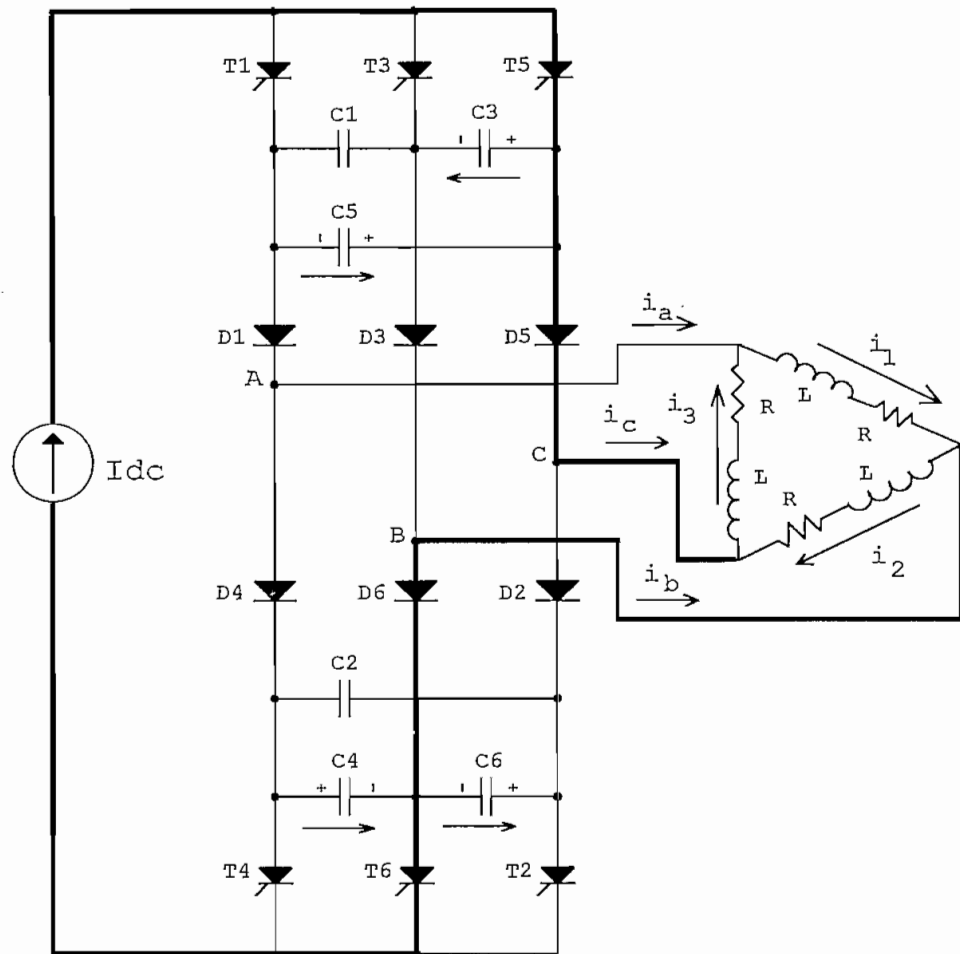 T1 T3 T5
C1 C3
- +
C5
- +
D1 D3 D5
i_a
A
i_1
L
R
R
i_3
i_c
C
Idc
L
L
R
B
i_b
i_2
D4 D6 D2
C2
C4 C6
+ - - +
T4 T6 T2